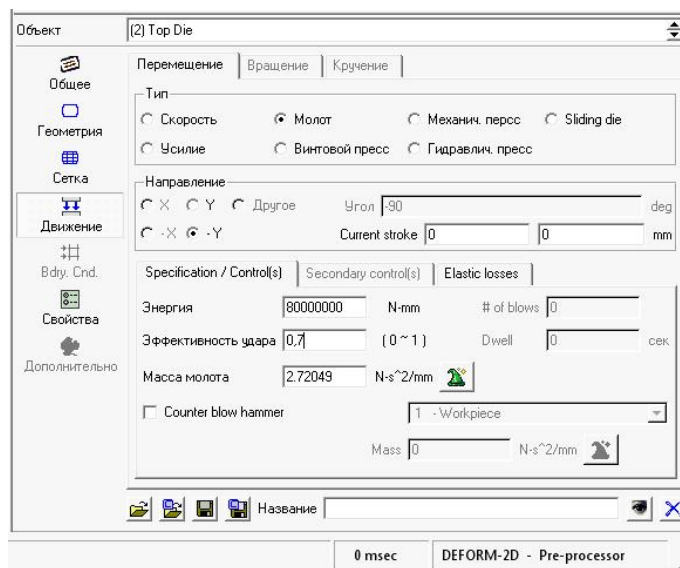 Объект (2) Top Die
Общее
Геометрия
Сетка
Движение
Bdry. Cnd.
Свойства
Дополнительно
Перемещение Вращение Кручение
Тип
Скорость Молот Механич. персс Sliding die
Усилие Винтовой пресс Гидравлич. пресс
Направление
X Y Другое Угол -90 deg
-X -Y Current stroke 0 0 mm
Specification / Control(s) Secondary control(s) Elastic losses
Энергия 80000000 N-mm # of blows 0
Эффективность удара 0,7 ( 0 ~ 1 ) Dwell 0 сек
Масса молота 2.72049 N-s^2/mm
Counter blow hammer 1 - Workpiece
Mass 0 N-s^2/mm
Название
0 msec DEFORM-2D - Pre-processor